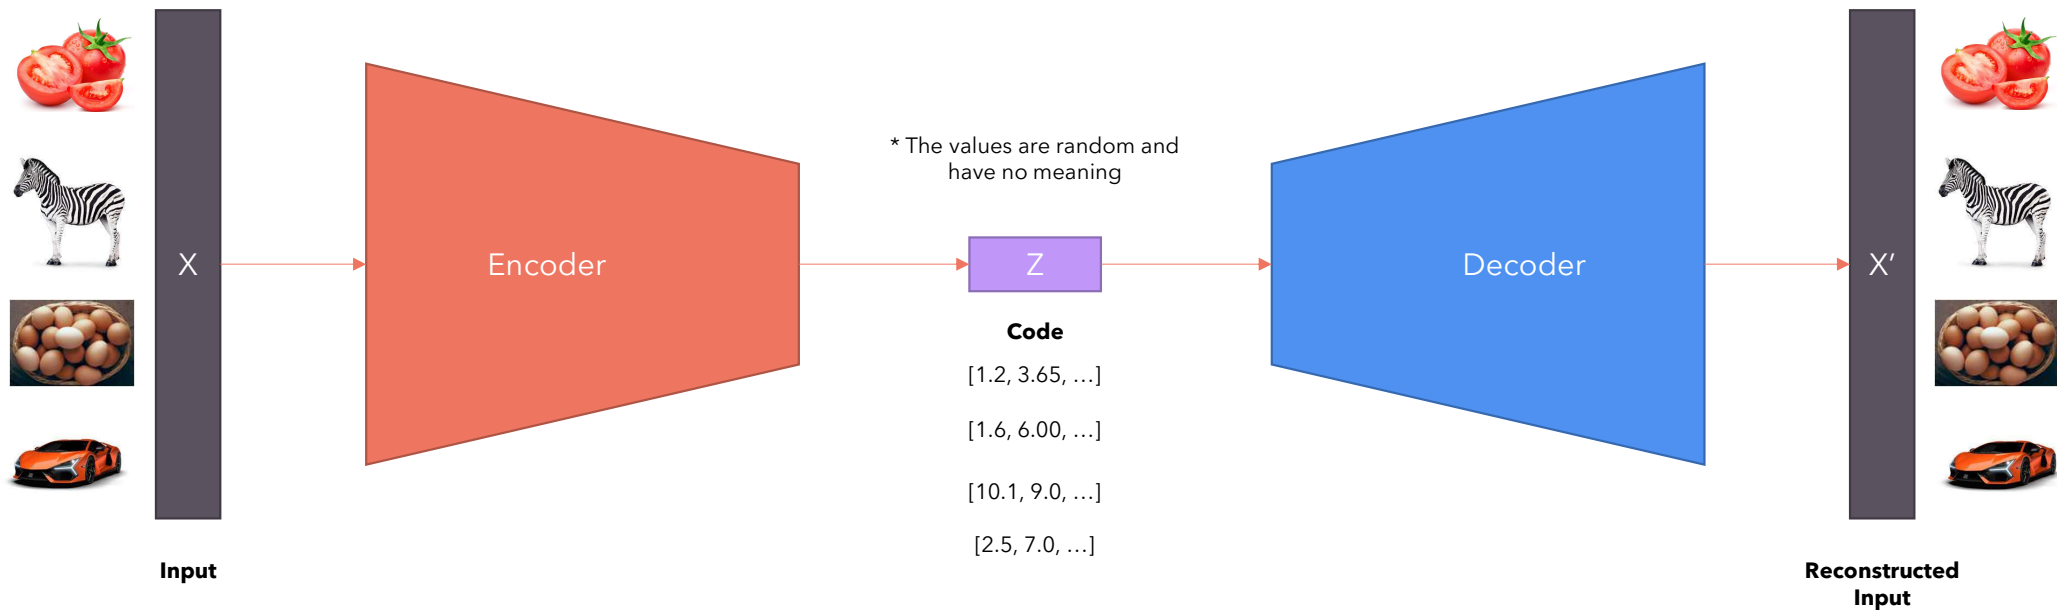 X
Encoder
* The values are random and
have no meaning
Z
Code
[1.2, 3.65, …]
[1.6, 6.00, …]
[10.1, 9.0, …]
[2.5, 7.0, …]
Decoder
X’
Input
Reconstructed
Input